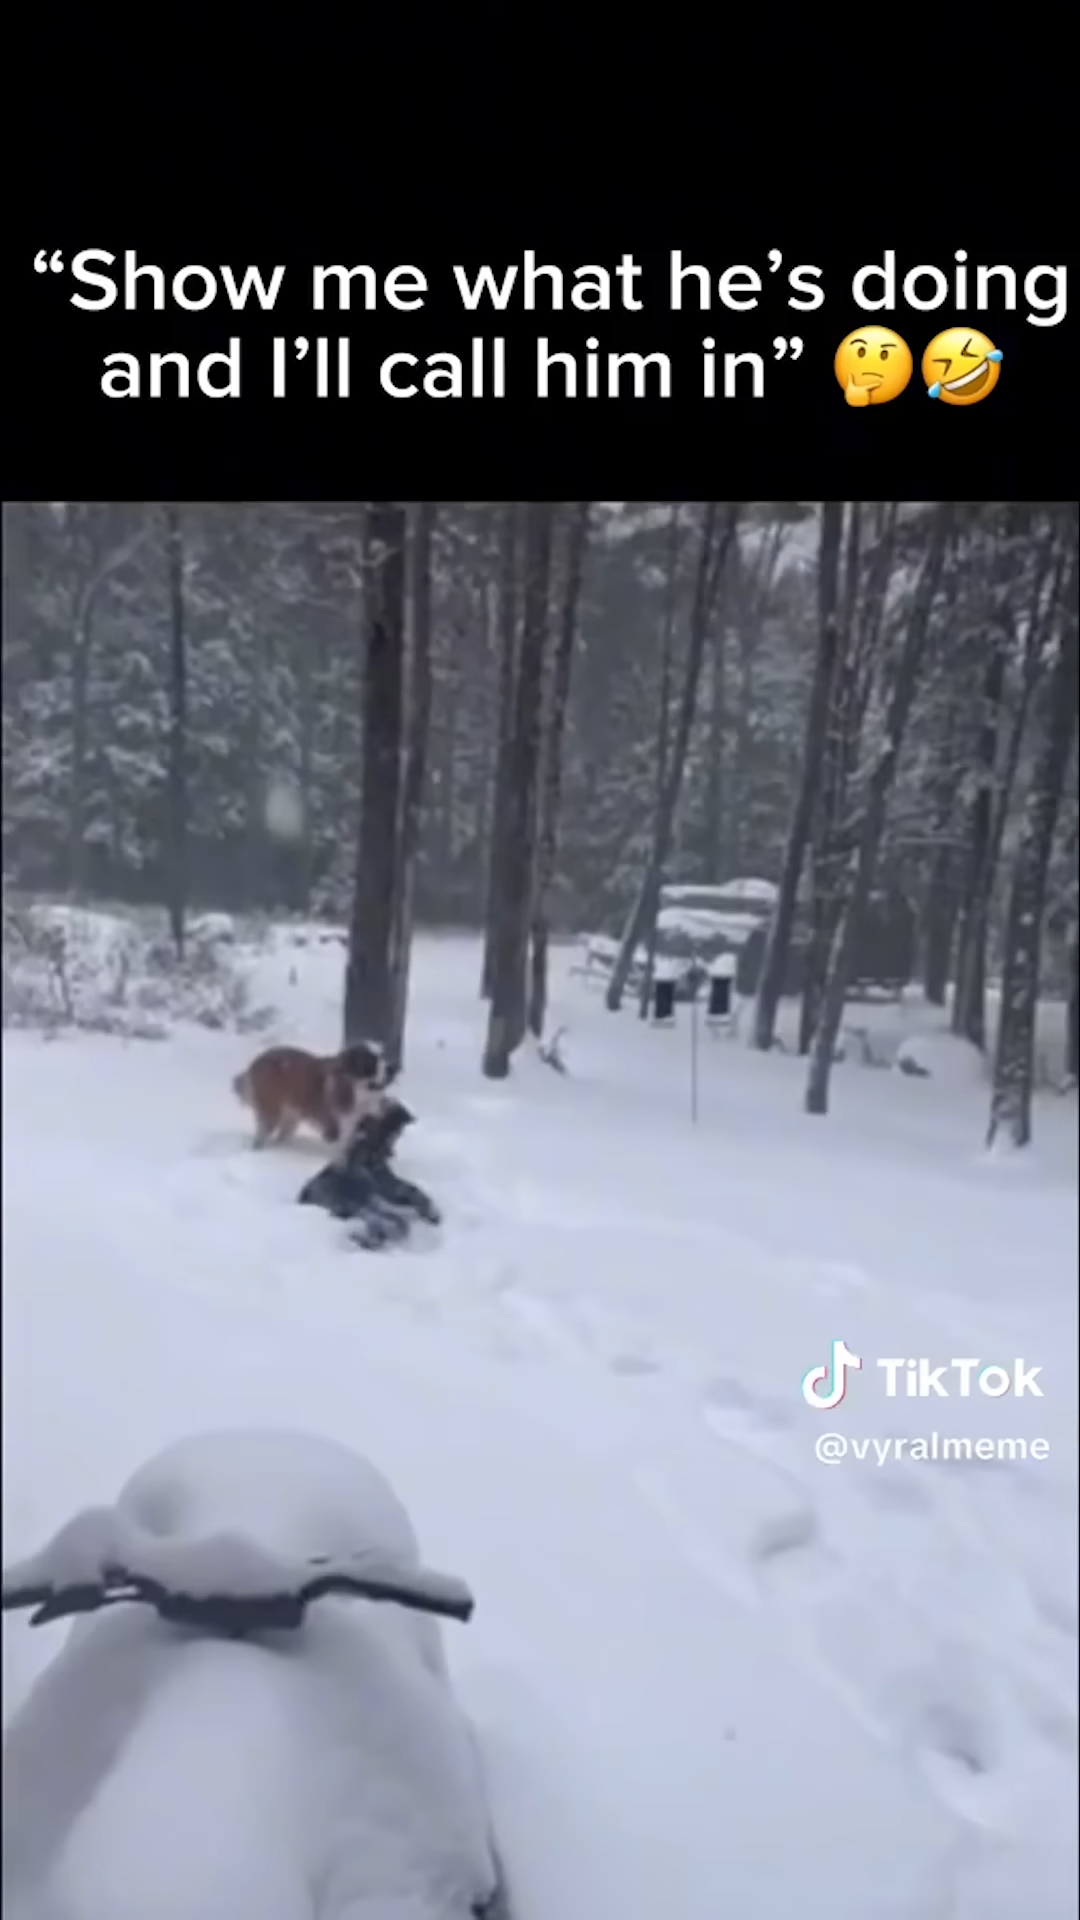 “Show me what he’s doing
and I’ll call him in” 🤔🤣
TikTok
@vyralmeme